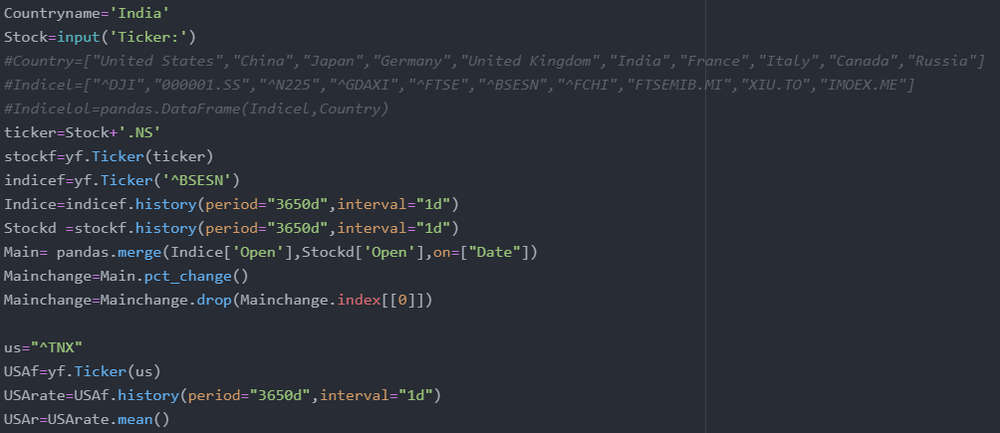 Countryname='India'
Stock=input('Ticker:')
#Country=["United States","China","Japan","Germany","United Kingdom","India","France","Italy","Canada","Russia"]
#Indicel=["^DJI","000001.SS","^N225","^GDAXI","^FTSE","^BSESN","^FCHI","FTSEMIB.MI","XIU.TO","IMOEX.ME"]
#Indicelol=pandas.DataFrame(Indicel,Country)
ticker=Stock+'.NS'
stockf=yf.Ticker(ticker)
indicef=yf.Ticker('^BSESN')
Indice=indicef.history(period="3650d",interval="1d")
Stockd =stockf.history(period="3650d",interval="1d")
Main= pandas.merge(Indice['Open'],Stockd['Open'],on=["Date"])
Mainchange=Main.pct_change()
Mainchange=Mainchange.drop(Mainchange.index[[0]])
us="^TNX"
USAf=yf.Ticker(us)
USArate=USAf.history(period="3650d",interval="1d")
USAr=USArate.mean()